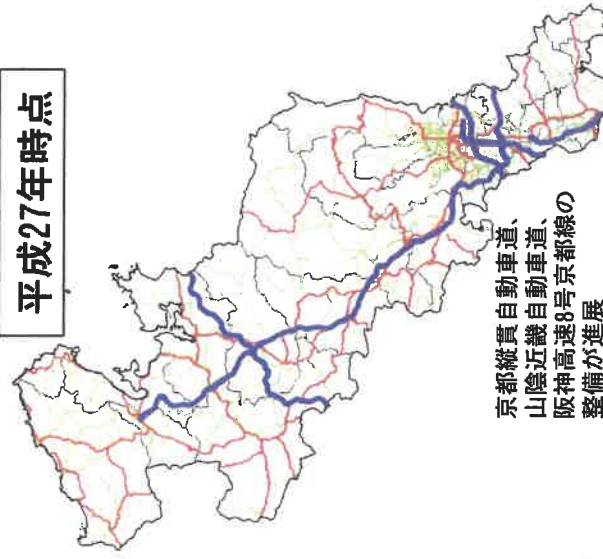 平成27年時点
京都縦貫自動車道、
山陰近畿自動車道、
阪神高速8号京都線の
整備が進展